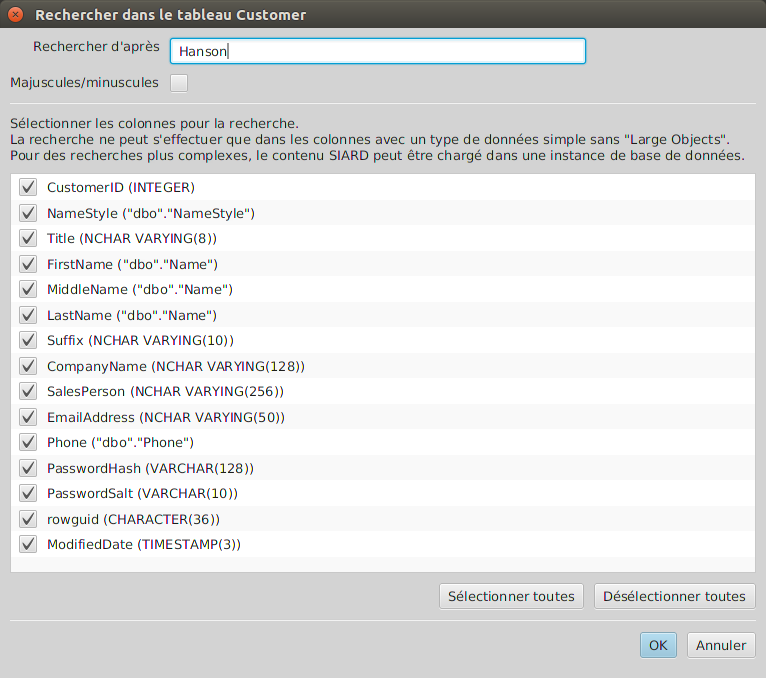 Rechercher dans le tableau Customer
Rechercher d'après Hanson
Majuscules/minuscules
Sélectionner les colonnes pour la recherche.
La recherche ne peut s'effectuer que dans les colonnes avec un type de données simple sans "Large Objects".
Pour des recherches plus complexes, le contenu SIARD peut être chargé dans une instance de base de données.
CustomerID (INTEGER)
NameStyle ("dbo"."NameStyle")
Title (NCHAR VARYING(8))
FirstName ("dbo"."Name")
MiddleName ("dbo"."Name")
LastName ("dbo"."Name")
Suffix (NCHAR VARYING(10))
CompanyName (NCHAR VARYING(128))
SalesPerson (NCHAR VARYING(256))
EmailAddress (NCHAR VARYING(50))
Phone ("dbo"."Phone")
PasswordHash (VARCHAR(128))
PasswordSalt (VARCHAR(10))
rowguid (CHARACTER(36))
ModifiedDate (TIMESTAMP(3))
Sélectionner toutes Désélectionner toutes
OK Annuler